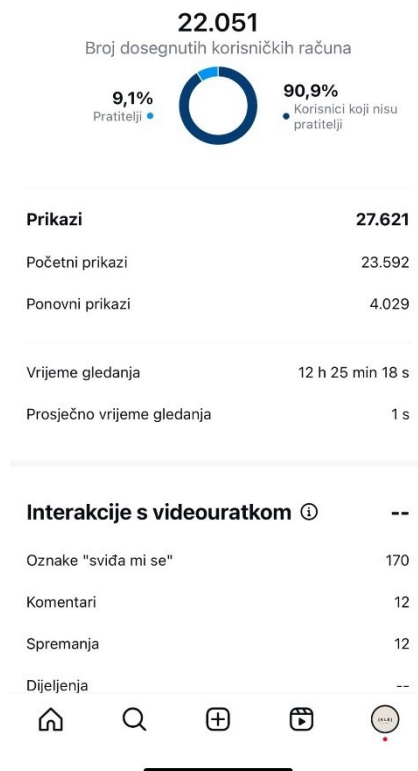 22.051
Broj dosegnutih korisničkih računa
9,1%
Pratitelji
90,9%
Korisnici koji nisu
pratitelji
Prikazi 27.621
Početni prikazi 23.592
Ponovni prikazi 4.029
Vrijeme gledanja 12 h 25 min 18 s
Prosječno vrijeme gledanja 1 s
Interakcije s videouratkom --
Oznake "sviđa mi se" 170
Komentari 12
Spremanja 12
Dijeljenja --